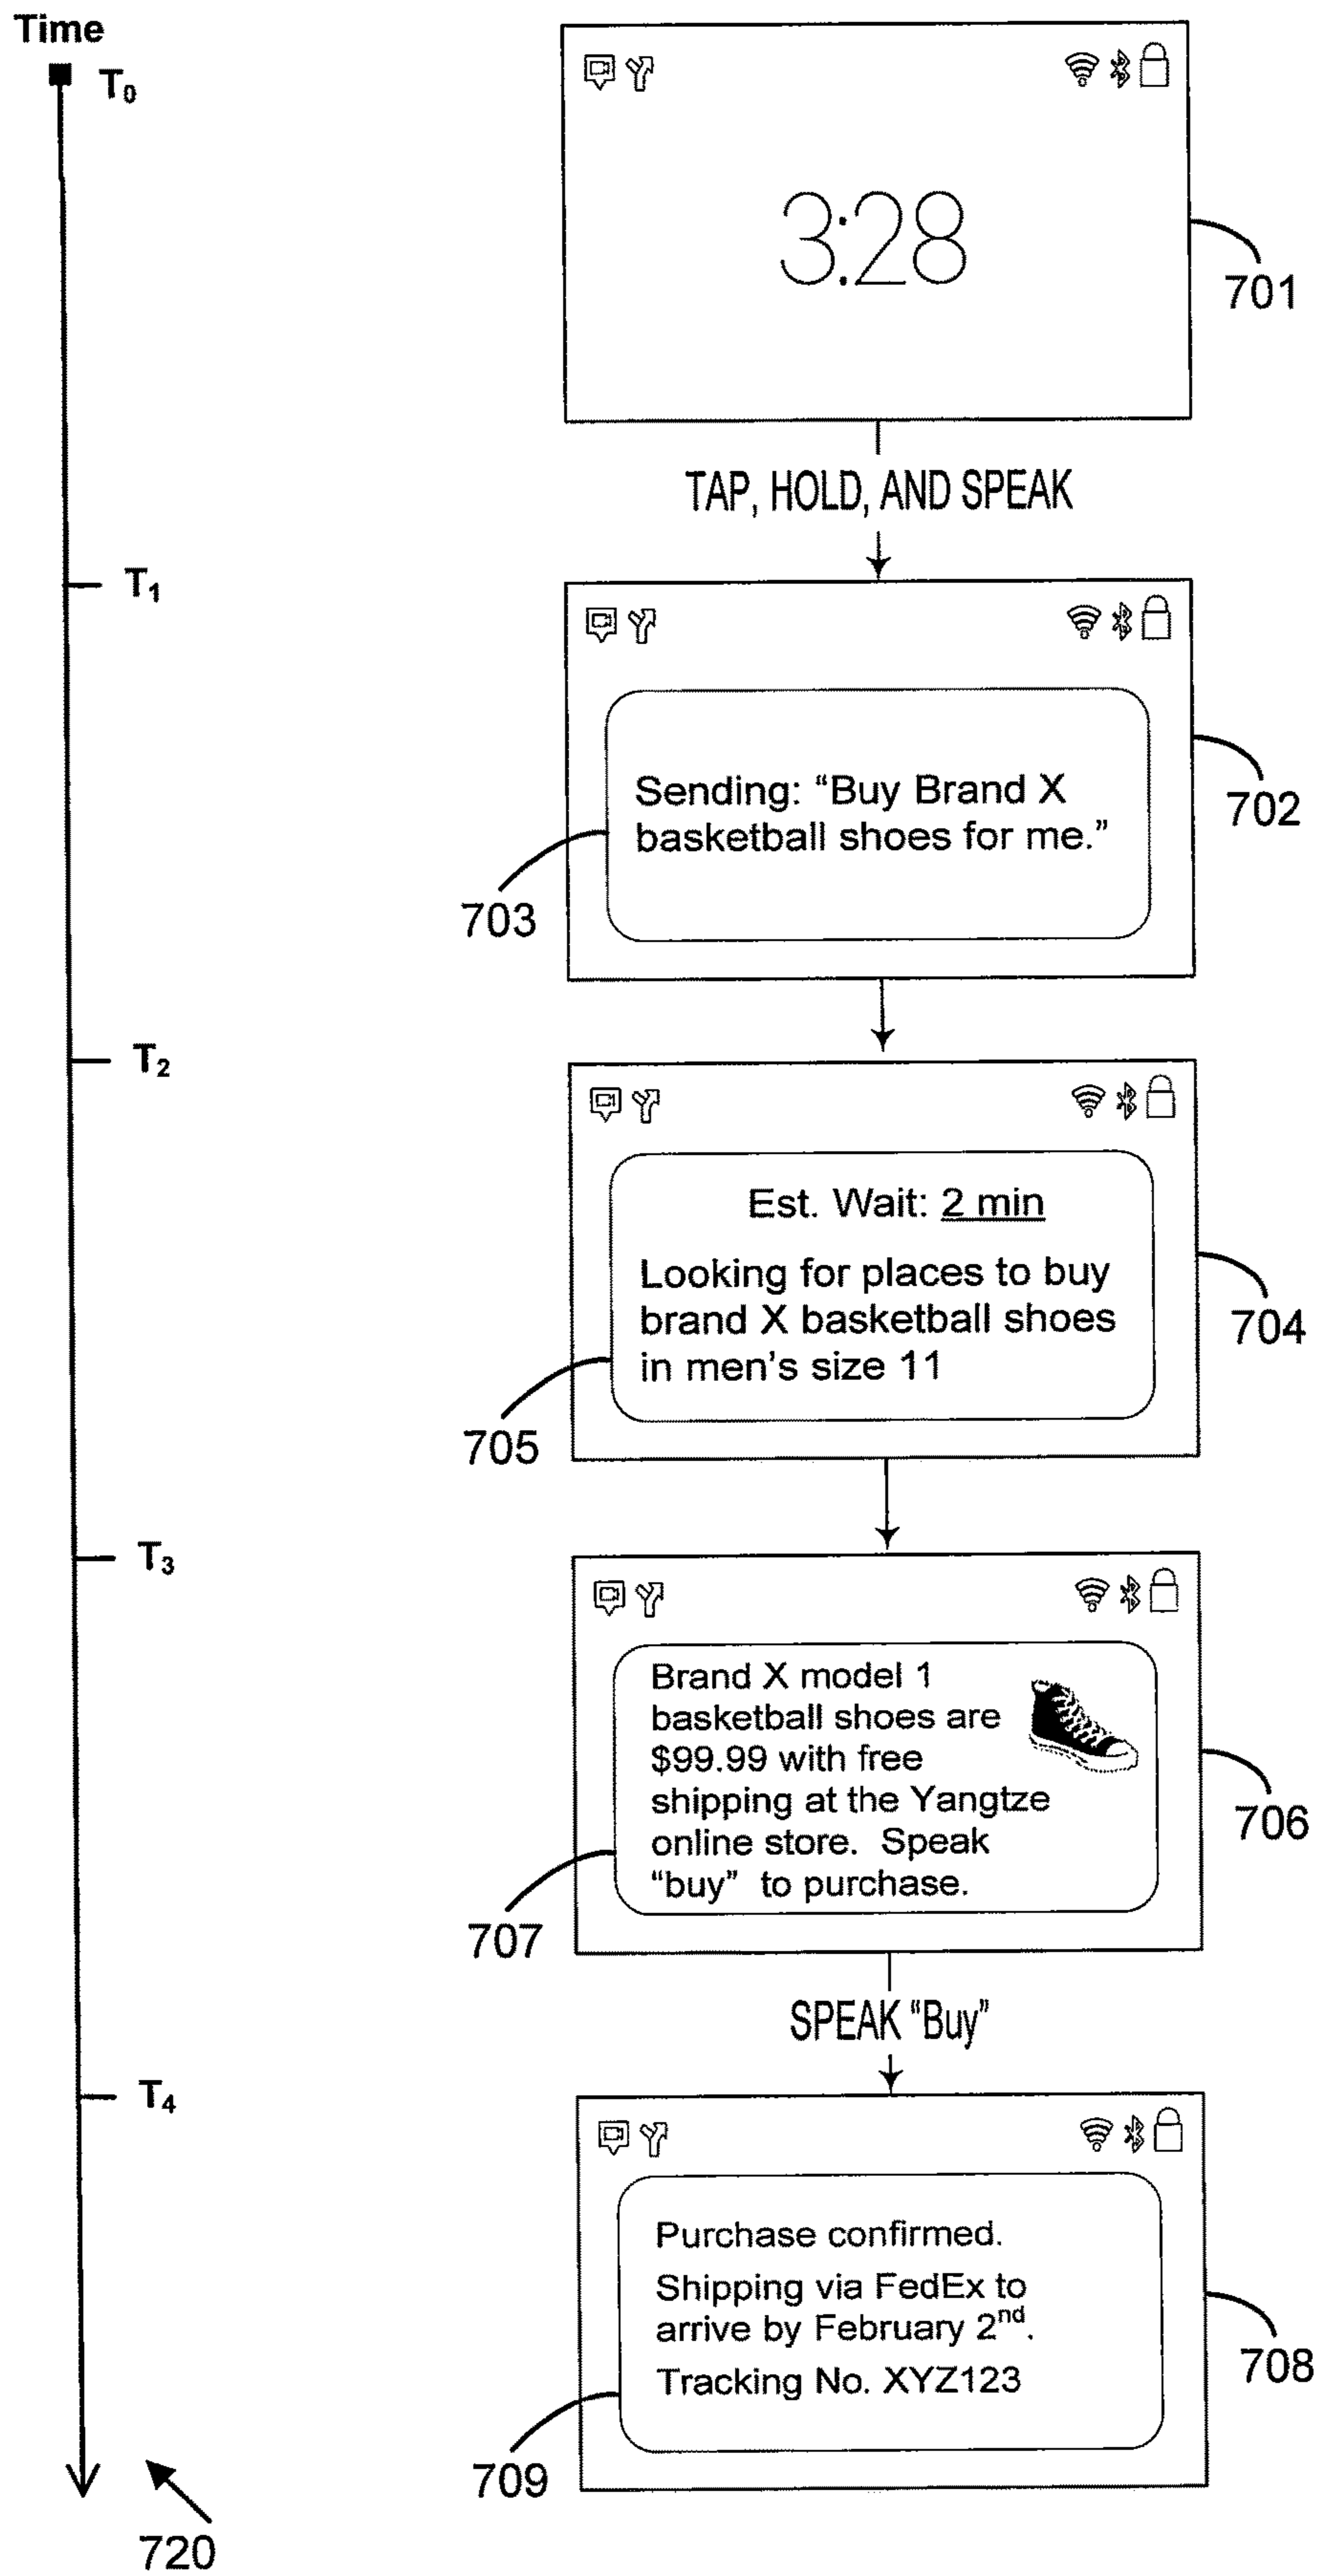 Time
T₀
3:28
701
TAP, HOLD, AND SPEAK
T₁
Sending: “Buy Brand X
basketball shoes for me.”
702
703
T₂
Est. Wait: 2 min
Looking for places to buy
brand X basketball shoes
in men’s size 11
704
705
T₃
Brand X model 1
basketball shoes are
$99.99 with free
shipping at the Yangtze
online store. Speak
“buy” to purchase.
706
707
SPEAK “Buy”
T₄
Purchase confirmed.
Shipping via FedEx to
arrive by February 2ⁿᵈ.
Tracking No. XYZ123
708
709
720